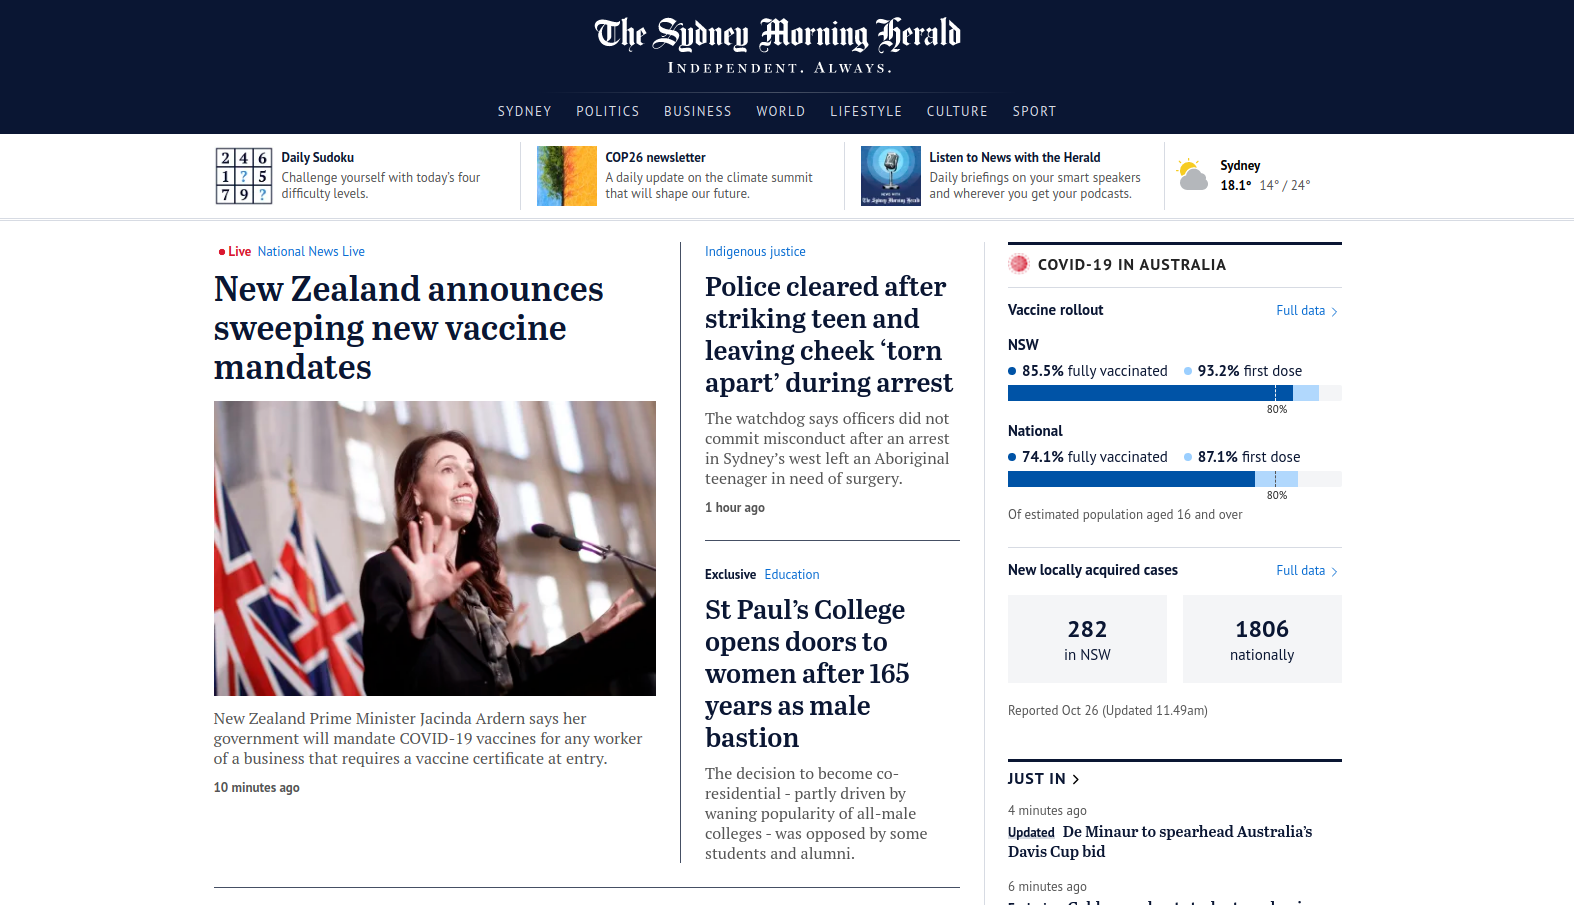 The Sydney Morning Herald
INDEPENDENT. ALWAYS.
SYDNEY POLITICS BUSINESS WORLD LIFESTYLE CULTURE SPORT
2 4 6
1 ? 5
7 9 ?
Daily Sudoku
Challenge yourself with today's four
difficulty levels.
COP26 newsletter
A daily update on the climate summit
that will shape our future.
The Sydney Morning Herald
Listen to News with the Herald
Daily briefings on your smart speakers
and wherever you get your podcasts.
Sydney
18.1° 14° / 24°
Live National News Live
New Zealand announces
sweeping new vaccine
mandates
New Zealand Prime Minister Jacinda Ardern says her
government will mandate COVID-19 vaccines for any worker
of a business that requires a vaccine certificate at entry.
10 minutes ago
Indigenous justice
Police cleared after
striking teen and
leaving cheek ‘torn
apart’ during arrest
The watchdog says officers did not
commit misconduct after an arrest
in Sydney’s west left an Aboriginal
teenager in need of surgery.
1 hour ago
Exclusive Education
St Paul’s College
opens doors to
women after 165
years as male
bastion
The decision to become co-
residential - partly driven by
waning popularity of all-male
colleges - was opposed by some
students and alumni.
COVID-19 IN AUSTRALIA
Vaccine rollout Full data
NSW
85.5% fully vaccinated 93.2% first dose
80%
National
74.1% fully vaccinated 87.1% first dose
80%
Of estimated population aged 16 and over
New locally acquired cases Full data
282
in NSW
1806
nationally
Reported Oct 26 (Updated 11.49am)
JUST IN
4 minutes ago
Updated De Minaur to spearhead Australia’s
Davis Cup bid
6 minutes ago